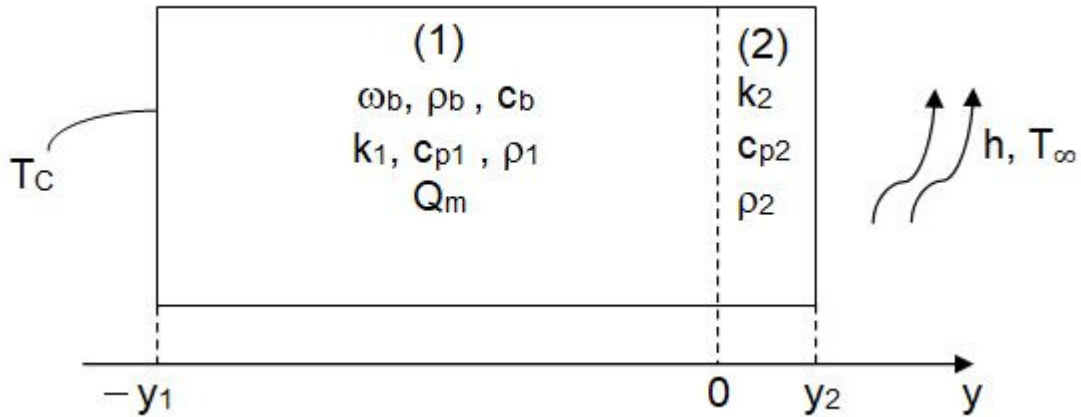 (1)
ωb, ρb , cb
k1, cp1 , ρ1
Qm
(2)
k2
cp2
ρ2
TC
h, T∞
−y1
0
y2
y